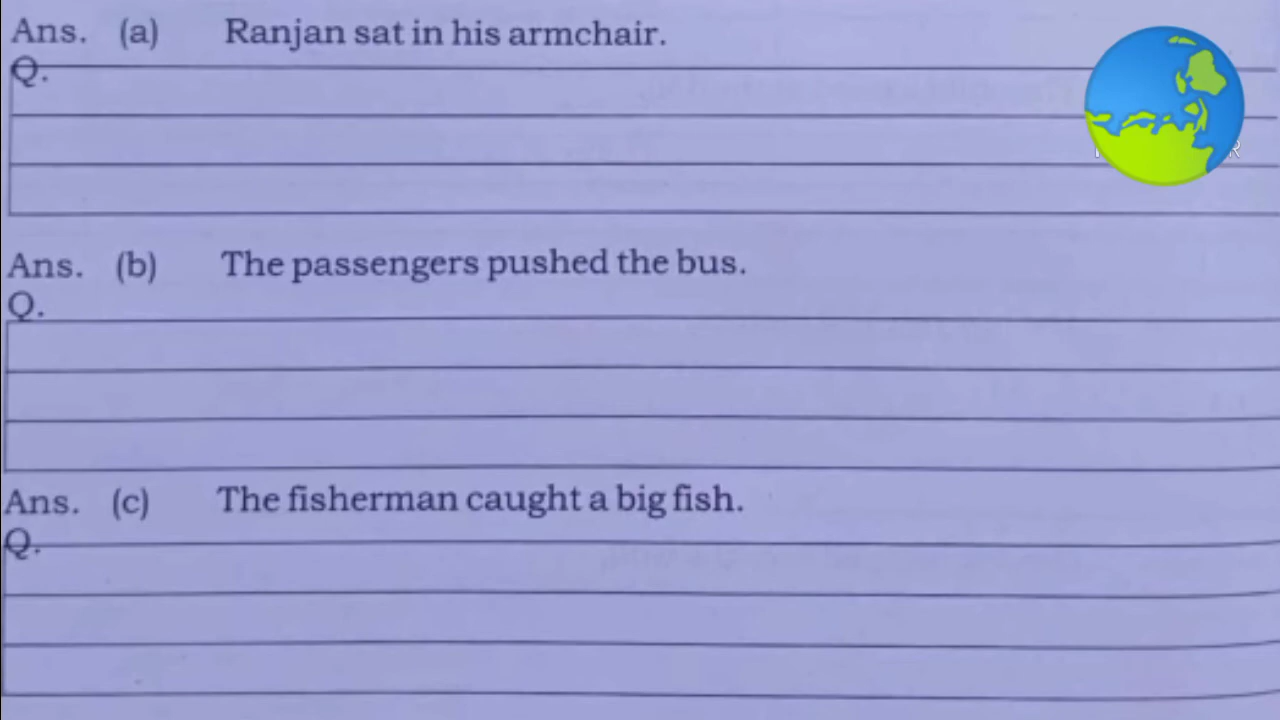 Ans. (a) Ranjan sat in his armchair.
Q.
Ans. (b) The passengers pushed the bus.
Q.
Ans. (c) The fisherman caught a big fish.
Q.